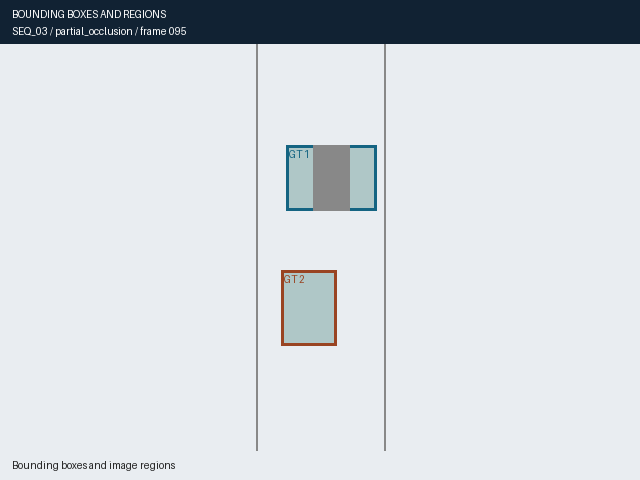 BOUNDING BOXES AND REGIONS
SEQ_03 / partial_occlusion / frame 095
GT1
GT2
Bounding boxes and image regions